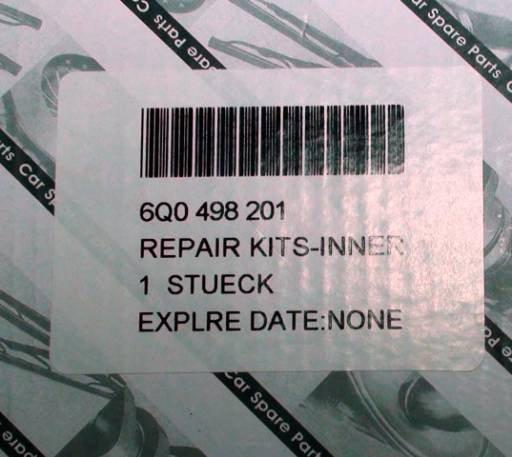 Car Spare Parts
Car Spare Parts
Car S
6Q0 498 201
REPAIR KITS-INNER
1 STUECK
EXPLRE DATE:NONE
Car Spare Parts